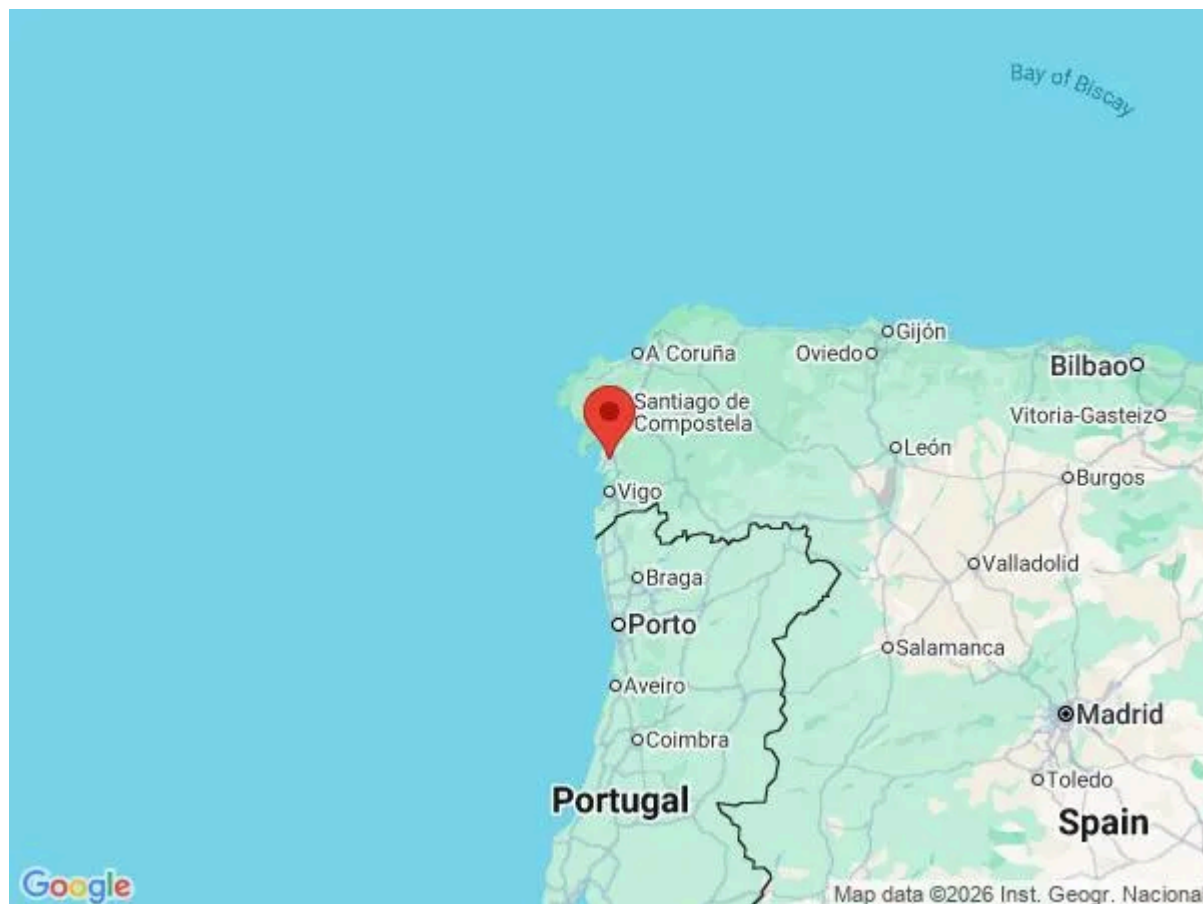 Bay of Biscay
Gijón
A Coruña
Oviedo
Bilbao
Santiago de
Compostela
Vitoria-Gasteiz
León
Burgos
Vigo
Valladolid
Braga
Porto
Salamanca
Aveiro
Madrid
Coimbra
Toledo
Portugal
Spain
Google
Map data ©2026 Inst. Geogr. Nacional